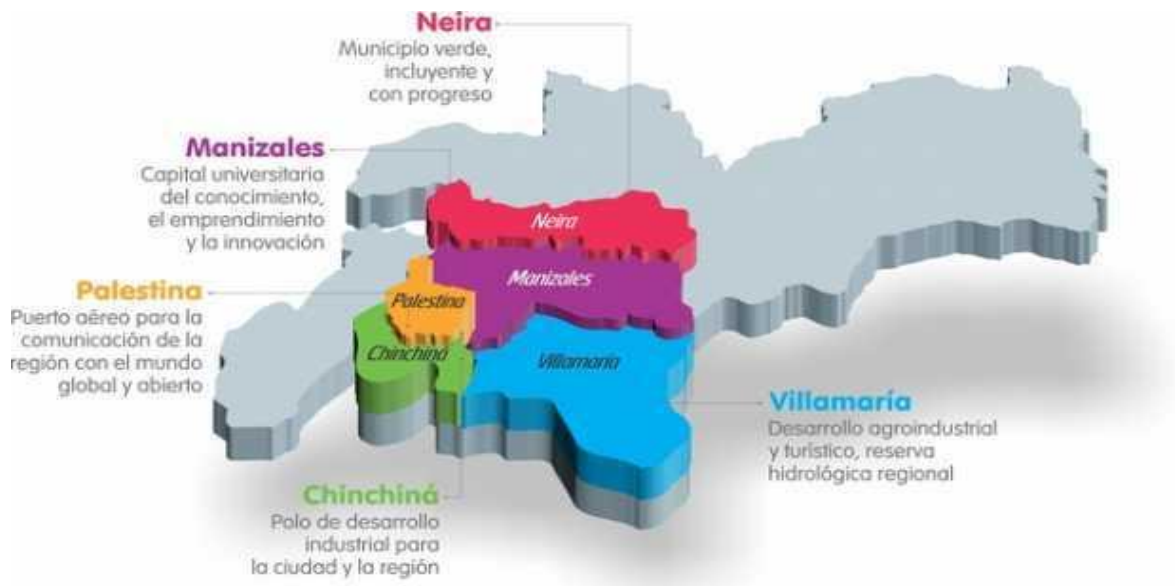 Neira
Municipio verde,
incluyente y
con progreso
Manizales
Capital universitaria
del conocimiento,
el emprendimiento
y la innovación
Palestina
Puerto aéreo para la
comunicación de la
región con el mundo
global y abierto
Neira
Manizales
Palestina
Chinchiná
Villamaría
Villamaría
Desarrollo agroindustrial
y turístico, reserva
hidrológica regional
Chinchiná
Polo de desarrollo
industrial para
la ciudad y la región